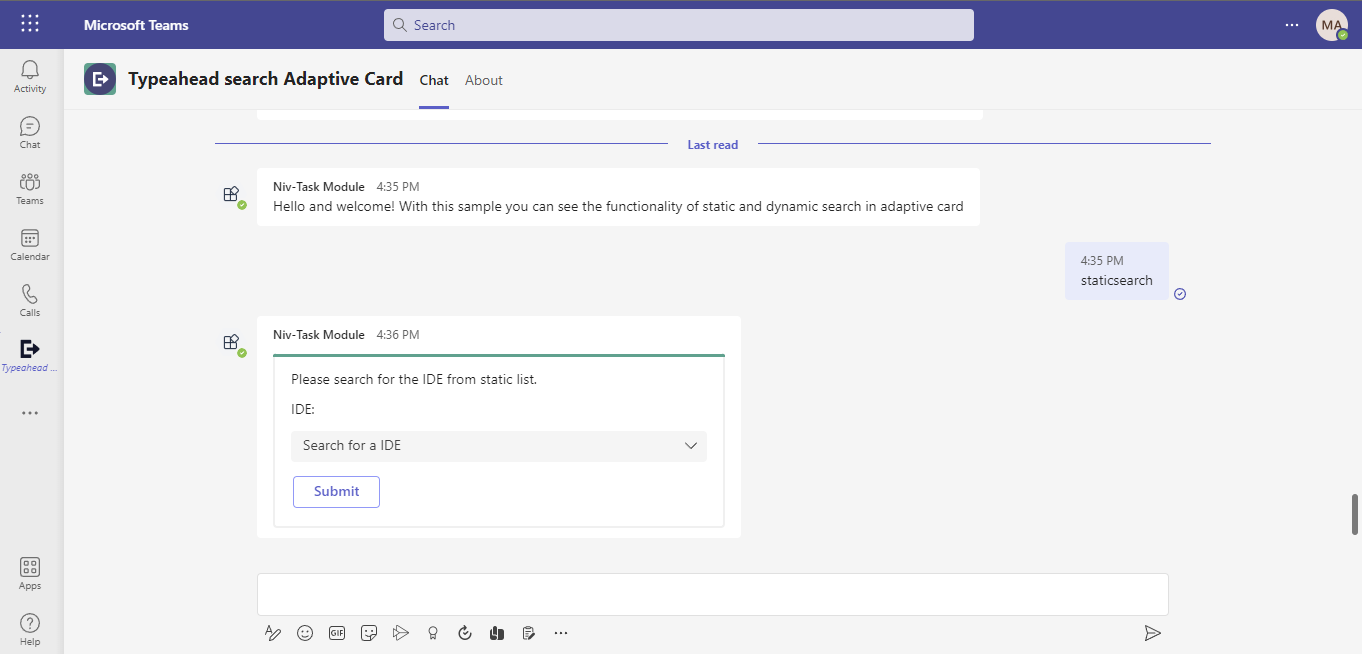 Microsoft Teams
Search
MA
Activity
Chat
Teams
Calendar
Calls
Typeahead ...
Apps
Help
Typeahead search Adaptive Card
Chat
About
Last read
Niv-Task Module 4:35 PM
Hello and welcome! With this sample you can see the functionality of static and dynamic search in adaptive card
4:35 PM
staticsearch
Niv-Task Module 4:36 PM
Please search for the IDE from static list.
IDE:
Search for a IDE
Submit
GIF